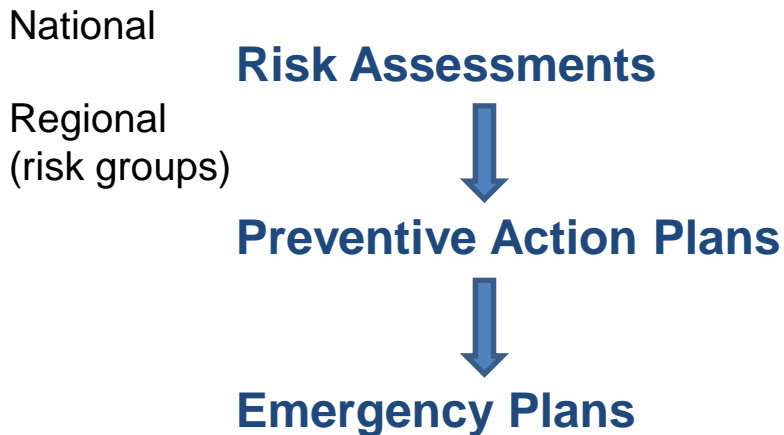 National
Risk Assessments
Regional
(risk groups)
Preventive Action Plans
Emergency Plans